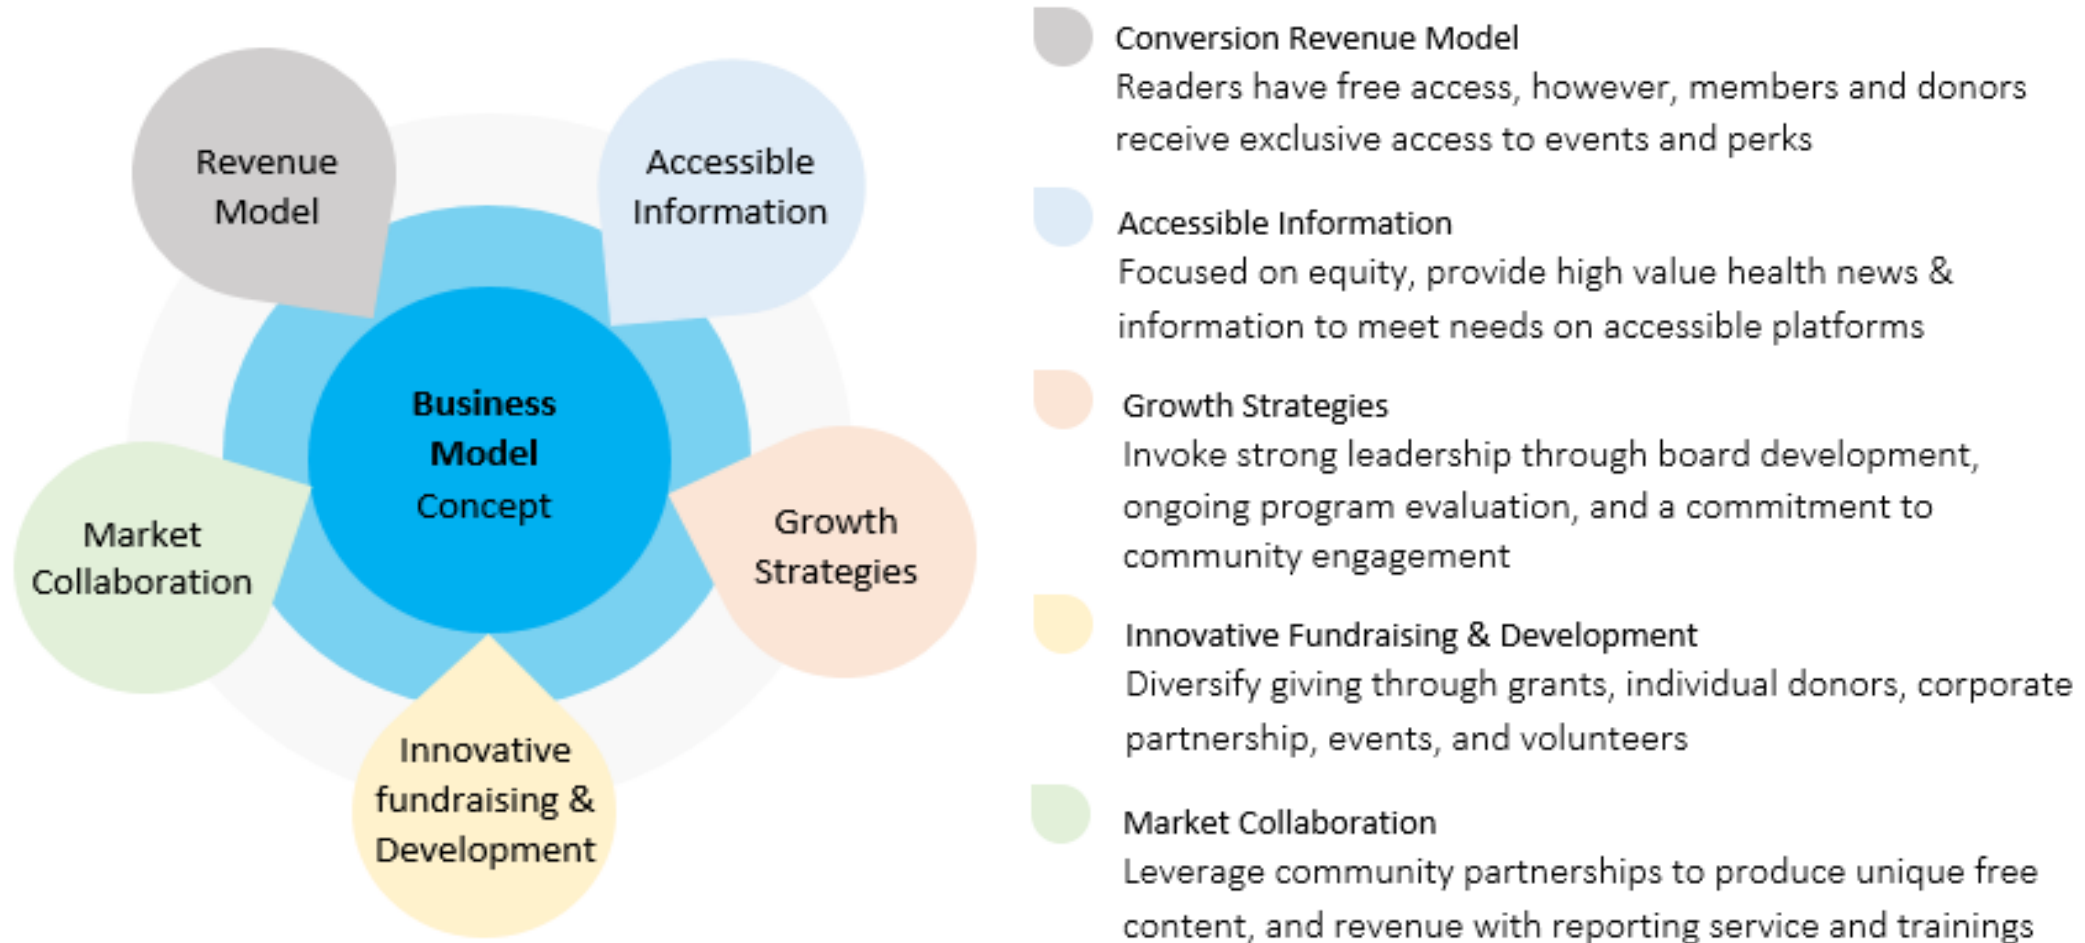 Revenue
Model
Accessible
Information
Business
Model
Concept
Market
Collaboration
Growth
Strategies
Innovative
fundraising &
Development
Conversion Revenue Model
Readers have free access, however, members and donors
receive exclusive access to events and perks
Accessible Information
Focused on equity, provide high value health news &
information to meet needs on accessible platforms
Growth Strategies
Invoke strong leadership through board development,
ongoing program evaluation, and a commitment to
community engagement
Innovative Fundraising & Development
Diversify giving through grants, individual donors, corporate
partnership, events, and volunteers
Market Collaboration
Leverage community partnerships to produce unique free
content, and revenue with reporting service and trainings